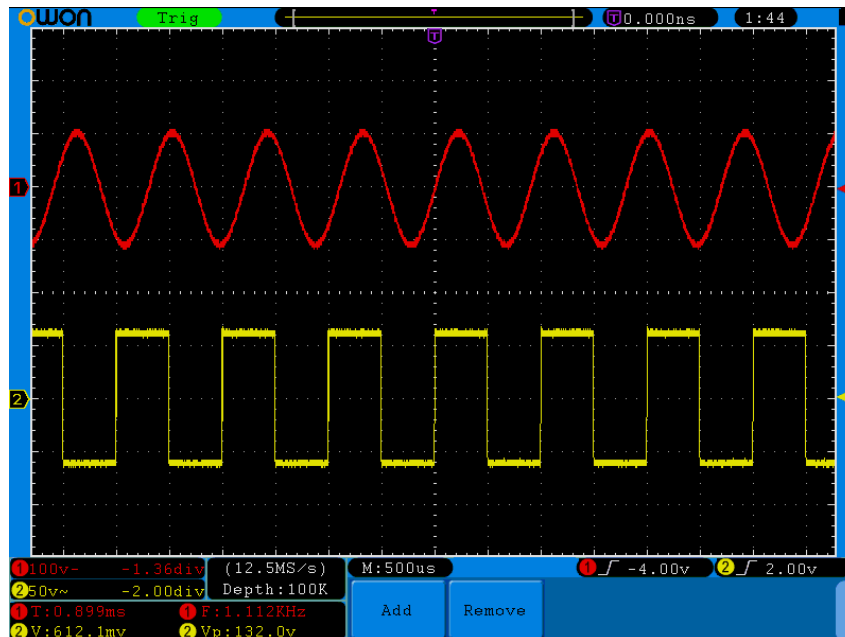 OWON Trig T 0.000ns 1:44
T
1
2
1 100v- -1.36div (12.5MS/s) M:500us 1 -4.00v 2 2.00v
2 50v~ -2.00div Depth:100K
1 T:0.899ms 1 F:1.112KHz Add Remove
2 V:612.1mv 2 Vp:132.0v